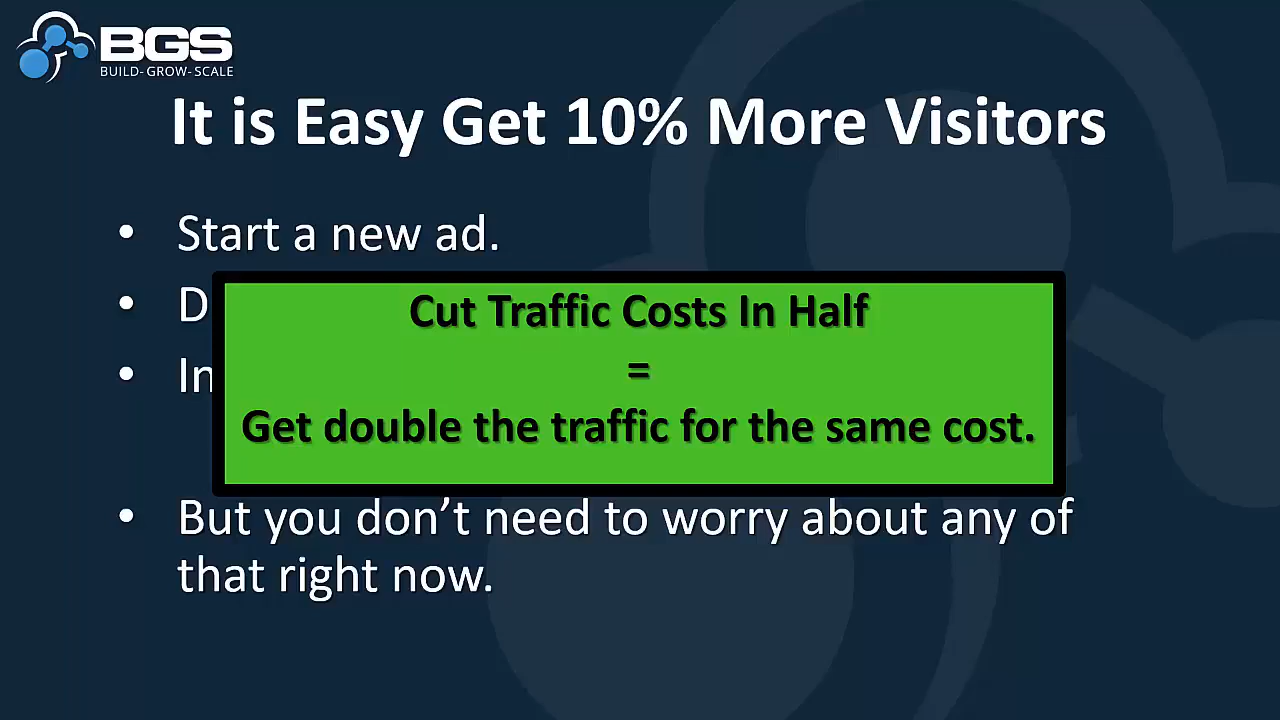 BGS
BUILD-GROW-SCALE
It is Easy Get 10% More Visitors
• Start a new ad.
Cut Traffic Costs In Half
=
Get double the traffic for the same cost.
• But you don’t need to worry about any of
that right now.